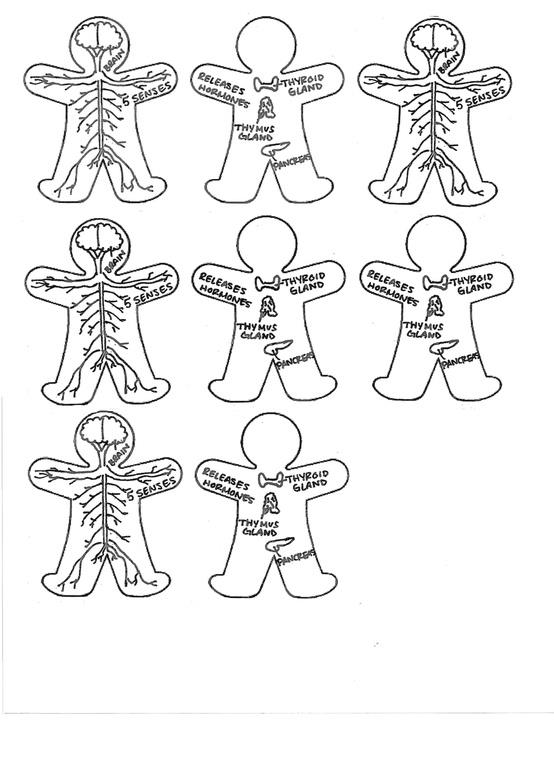 BRAIN
5 SENSES
RELEASES
HORMONES
THYROID
GLAND
THYMUS
GLAND
PANCREAS
BRAIN
5 SENSES
BRAIN
5 SENSES
RELEASES
HORMONES
THYROID
GLAND
THYMUS
GLAND
PANCREAS
RELEASES
HORMONES
THYROID
GLAND
THYMUS
GLAND
PANCREAS
BRAIN
5 SENSES
RELEASES
HORMONES
THYROID
GLAND
THYMUS
GLAND
PANCREAS